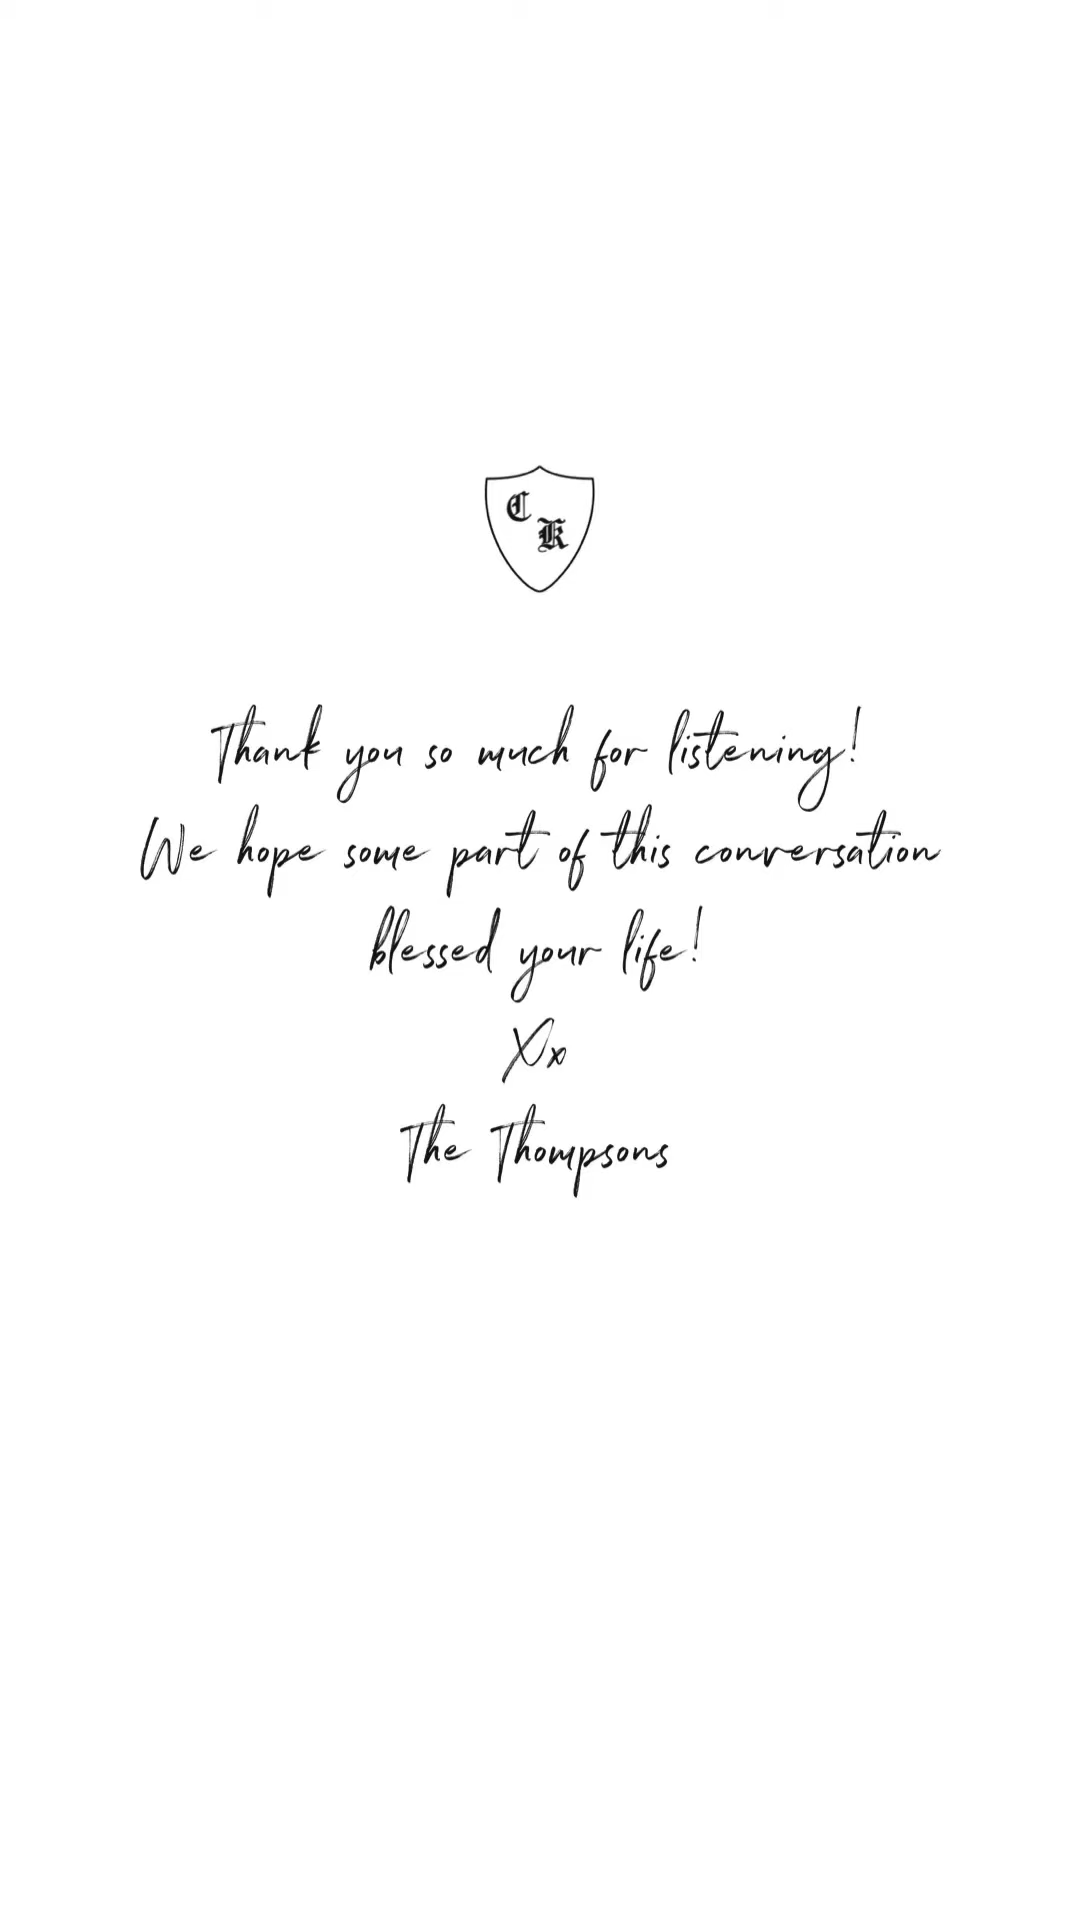 C
K
Thank you so much for listening!
We hope some part of this conversation
blessed your life!
Xx
The Thompsons